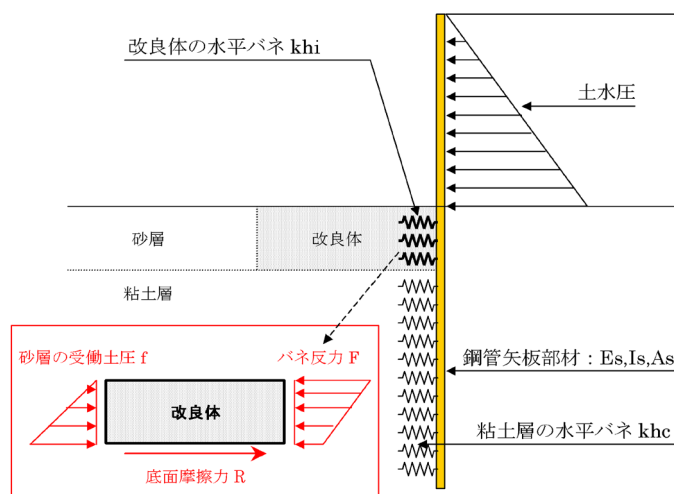 改良体の水平バネ khi
土水圧
砂層
改良体
粘土層
砂層の受働土圧 f
バネ反力 F
改良体
底面摩擦力 R
鋼管矢板部材：Es,Is,As
粘土層の水平バネ khc